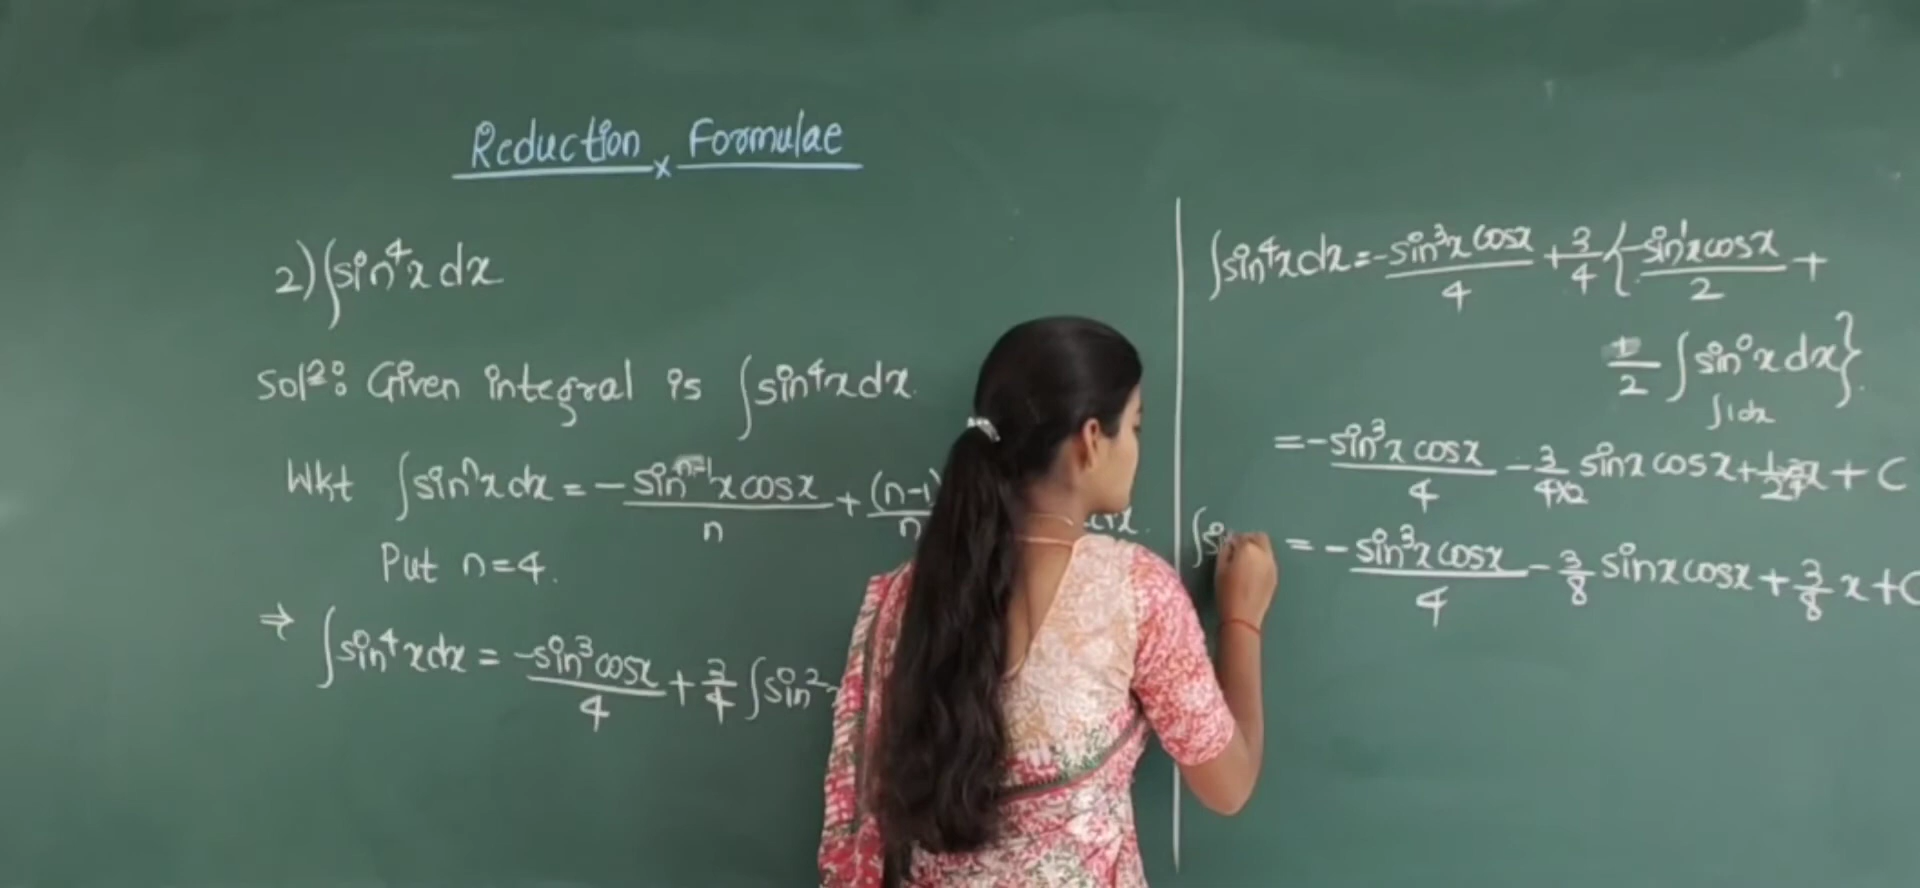 Reduction x Formulae
2) ∫sin⁴x dx
Solⁿ: Given integral is ∫sin⁴x dx.
Wkt ∫sinⁿx dx = -sinⁿ⁻¹x cosx/n + (n-1)/n
Put n=4.
⇒ ∫sin⁴x dx = -sin³cosx/4 + 3/4 ∫sin²
∫sin⁴x dx = -sin³x cosx/4 + 3/4 { -sin¹x cosx/2 +
1/2 ∫sin⁰x dx}.
∫1dx
= -sin³x cosx/4 - 3/4×2 sinx cosx + x + C
= -sin³x cosx/4 - 3/8 sinx cosx + 3/8 x + C